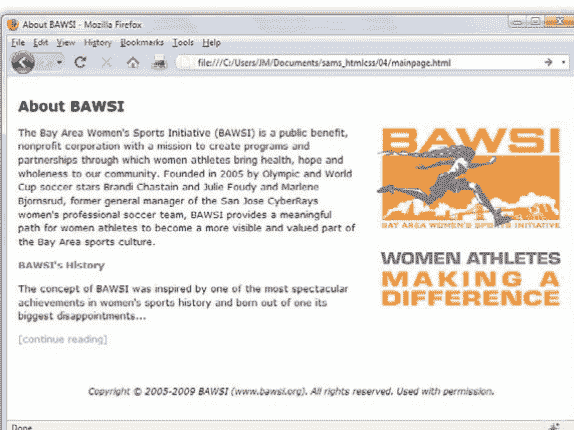 About BAWSI - Mozilla Firefox
File Edit View History Bookmarks Tools Help
file:///C:/Users/JM/Documents/sams_htmlcss/04/mainpage.html
About BAWSI
The Bay Area Women's Sports Initiative (BAWSI) is a public benefit,
nonprofit corporation with a mission to create programs and
partnerships through which women athletes bring health, hope and
wholeness to our community. Founded in 2005 by Olympic and World
Cup soccer stars Brandi Chastain and Julie Foudy and Marlene
Bjornsrud, former general manager of the San Jose CyberRays
women's professional soccer team, BAWSI provides a meaningful
path for women athletes to become a more visible and valued part of
the Bay Area sports culture.
BAWSI's History
The concept of BAWSI was inspired by one of the most spectacular
achievements in women's sports history and born out of one its
biggest disappointments...
[continue reading]
BAWSI
BAY AREA WOMEN'S SPORTS INITIATIVE
WOMEN ATHLETES
MAKING A
DIFFERENCE
Copyright © 2005-2009 BAWSI (www.bawsi.org). All rights reserved. Used with permission.
Done